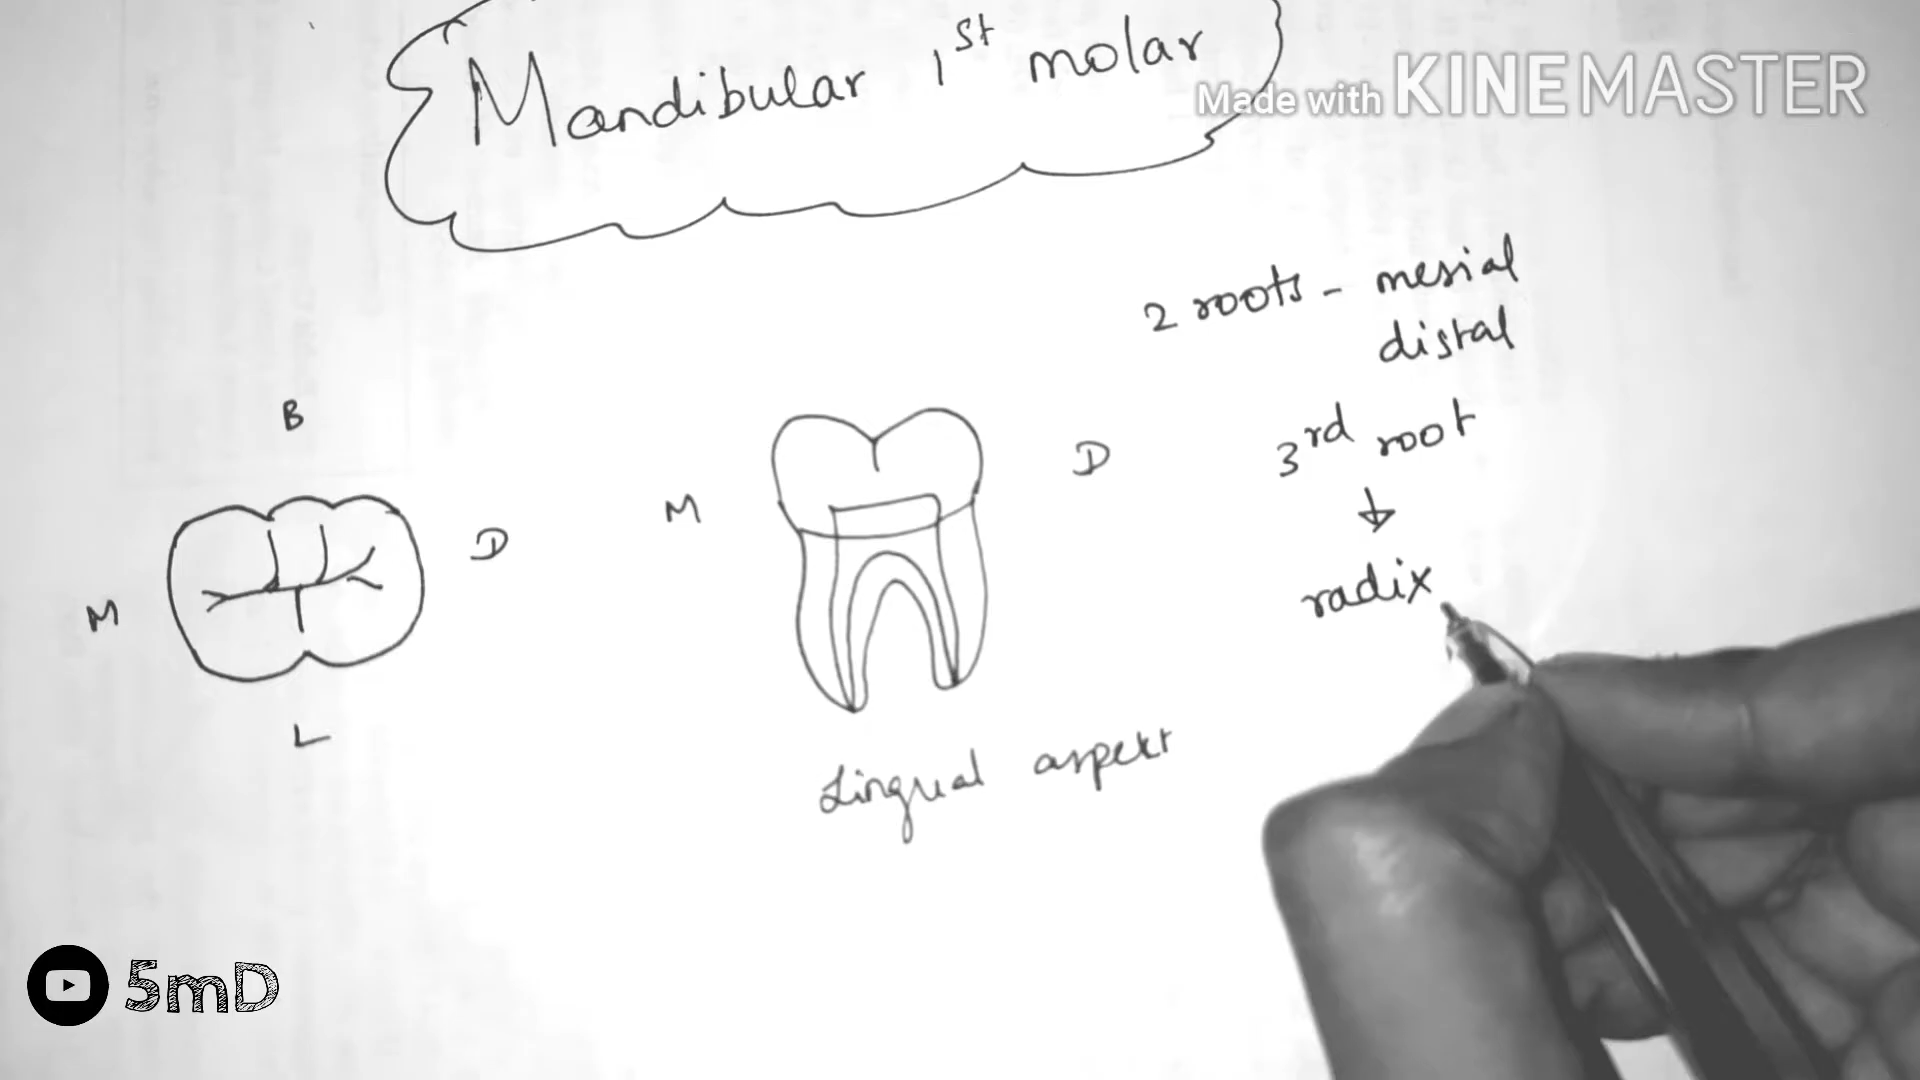 Mandibular 1st molar
Made with KINEMASTER
2 roots - mesial
distal
3rd root
radix
B
M
D
L
M
D
Lingual aspect
5mD